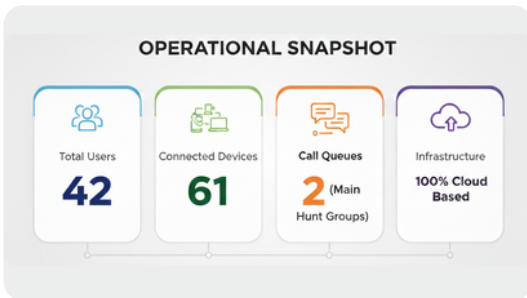 OPERATIONAL SNAPSHOT
Total Users
42
Connected Devices
61
Call Queues
2 (Main
Hunt Groups)
Infrastructure
100% Cloud
Based